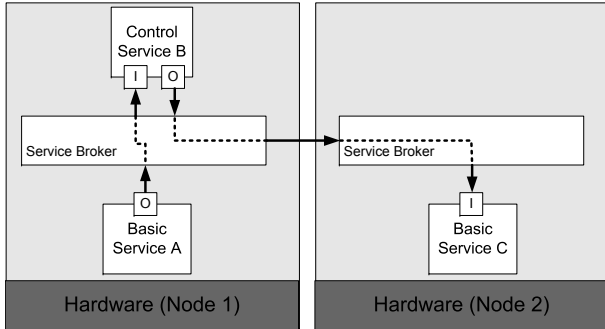 Control
Service B
I
O
Service Broker
Service Broker
O
I
Basic
Service A
Basic
Service C
Hardware (Node 1)
Hardware (Node 2)